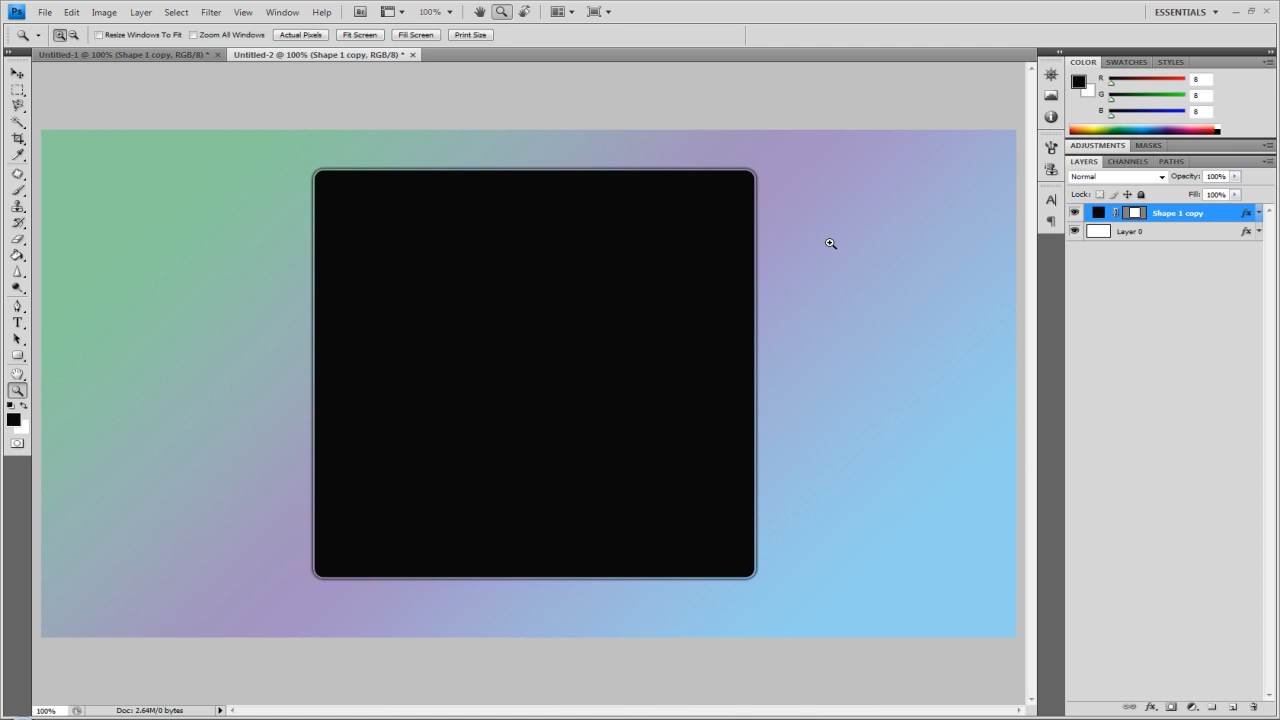 Ps File Edit Image Layer Select Filter View Window Help Br 100% ESSENTIALS
Resize Windows To Fit Zoom All Windows Actual Pixels Fit Screen Fill Screen Print Size
Untitled-1 @ 100% (Shape 1 copy, RGB/8) * Untitled-2 @ 100% (Shape 1 copy, RGB/8) *
COLOR SWATCHES STYLES
R 8
G 8
B 8
ADJUSTMENTS MASKS
LAYERS CHANNELS PATHS
Normal Opacity: 100%
Lock: Fill: 100%
Shape 1 copy fx
Layer 0 fx
100% Doc: 2.64M/0 bytes